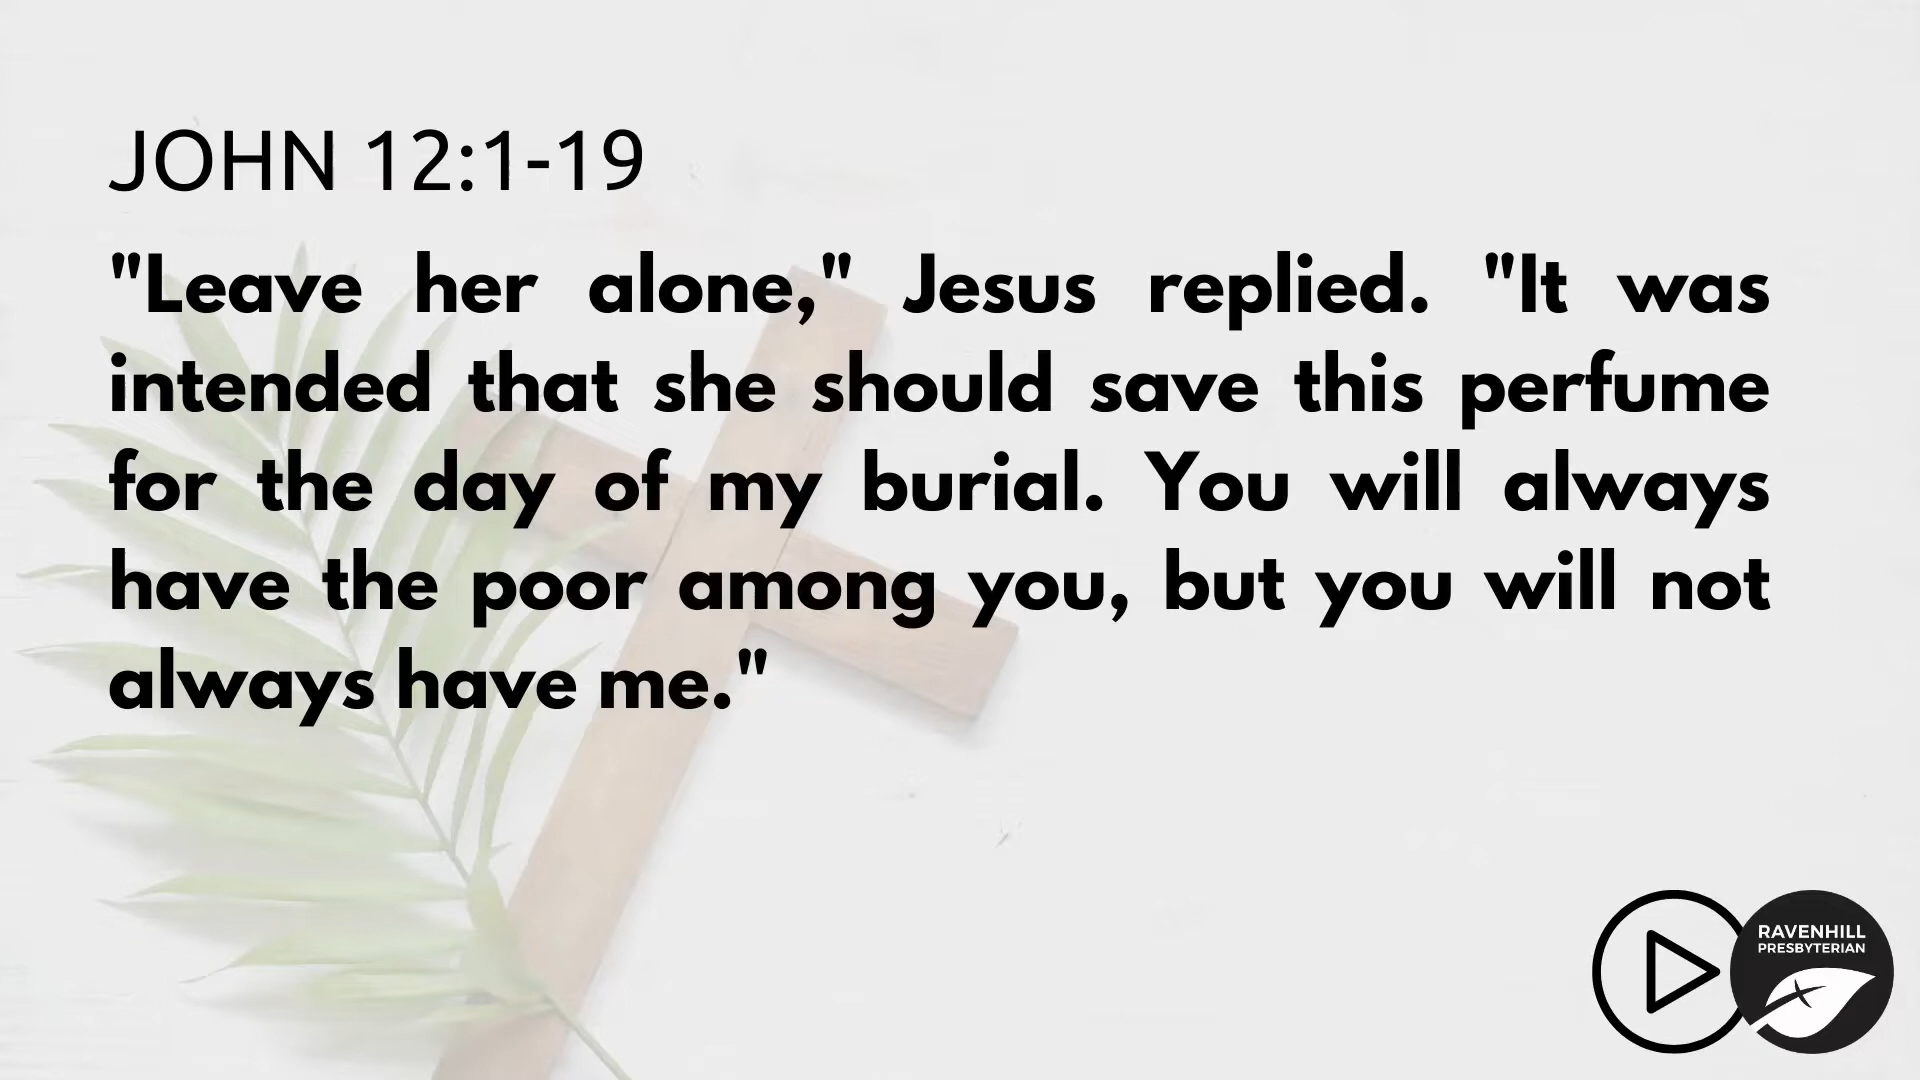 JOHN 12:1-19
"Leave her alone," Jesus replied. "It was
intended that she should save this perfume
for the day of my burial. You will always
have the poor among you, but you will not
always have me."
RAVENHILL
PRESBYTERIAN